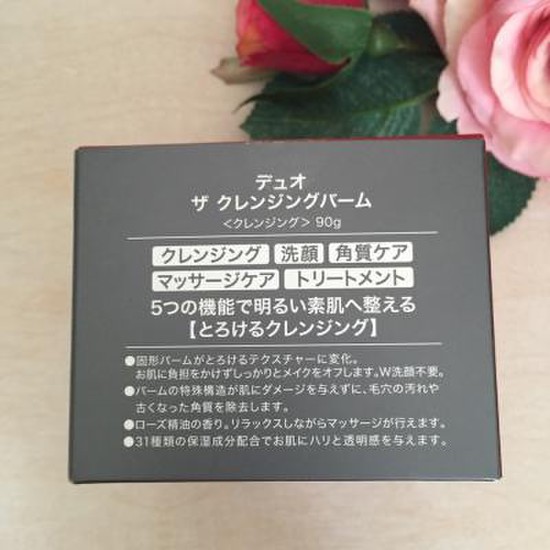 デュオ
ザ クレンジングバーム
<クレンジング> 90g
クレンジング 洗顔 角質ケア
マッサージケア トリートメント
5つの機能で明るい素肌へ整える
【とろけるクレンジング】
●固形バームがとろけるテクスチャーに変化。
お肌に負担をかけずしっかりとメイクをオフします。W洗顔不要。
●バームの特殊構造が肌にダメージを与えずに、毛穴の汚れや
古くなった角質を除去します。
●ローズ精油の香り。リラックスしながらマッサージが行えます。
●31種類の保湿成分配合でお肌にハリと透明感を与えます。